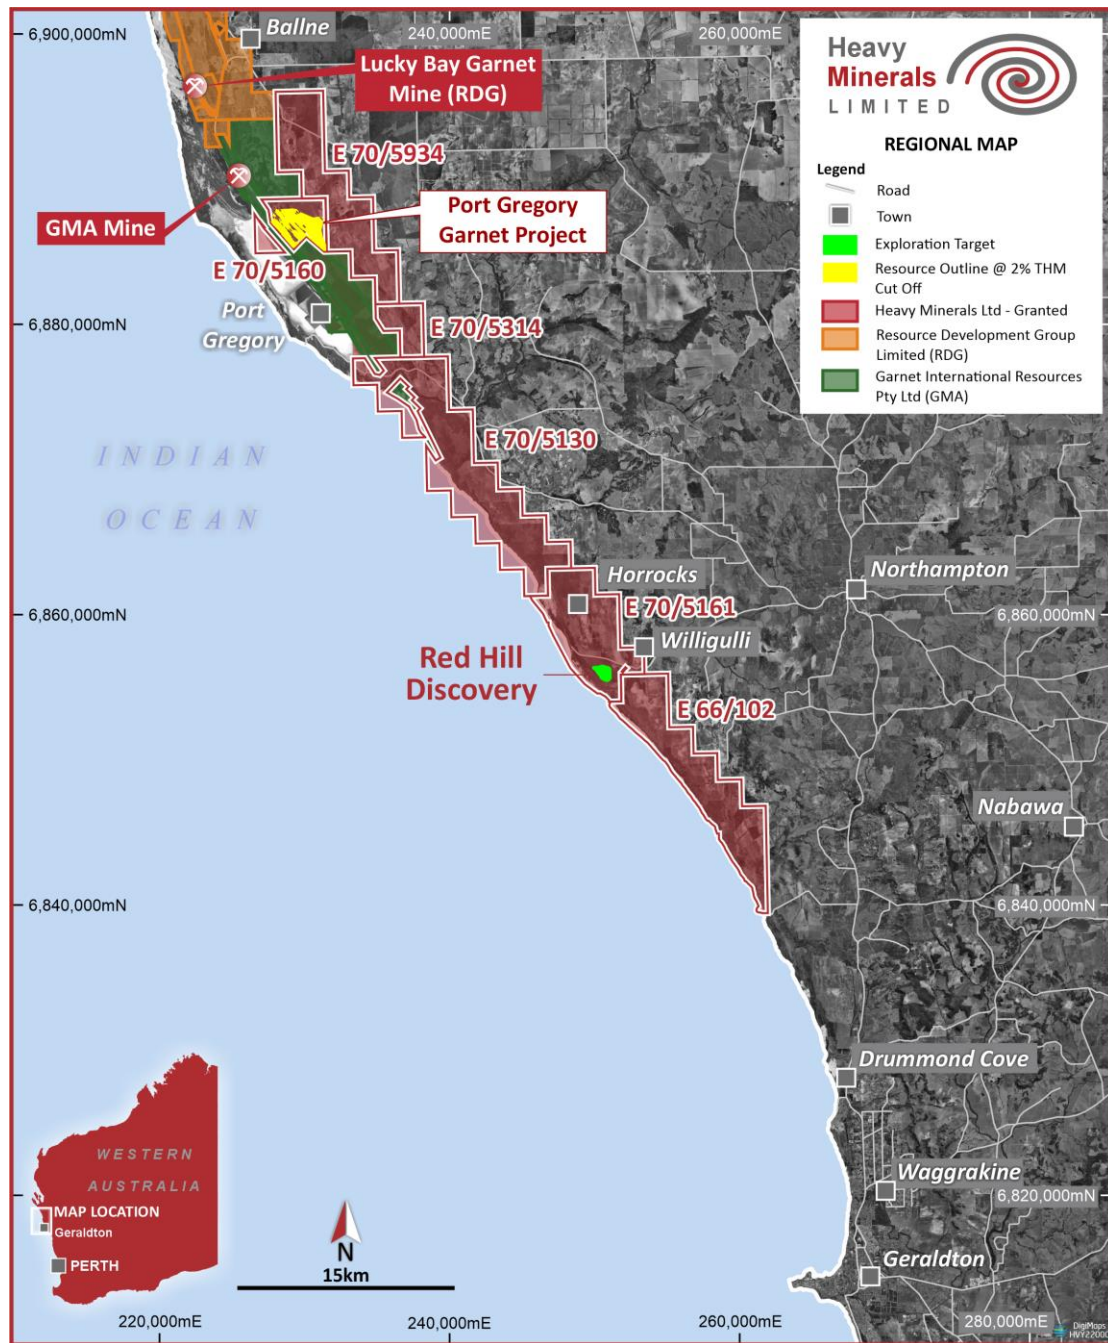 6,900,000mN
Ballne
240,000mE
260,000mE
Heavy
Minerals
LIMITED
REGIONAL MAP
Legend
Road
Town
Exploration Target
Resource Outline @ 2% THM
Cut Off
Heavy Minerals Ltd - Granted
Resource Development Group
Limited (RDG)
Garnet International Resources
Pty Ltd (GMA)
Lucky Bay Garnet
Mine (RDG)
E 70/5934
GMA Mine
Port Gregory
Garnet Project
E 70/5160
Port
Gregory
6,880,000mN
E 70/5314
E 70/5130
INDIAN
OCEAN
Northampton
Horrocks
E 70/5161
6,860,000mN
6,860,000mN
Willigulli
Red Hill
Discovery
E 66/102
Nabawa
6,840,000mN
6,840,000mN
Drummond Cove
Waggrakine
6,820,000mN
Geraldton
WESTERN
AUSTRALIA
MAP LOCATION
Geraldton
PERTH
N
15km
220,000mE
240,000mE
260,000mE
280,000mE
DigiMaps
HVY2200